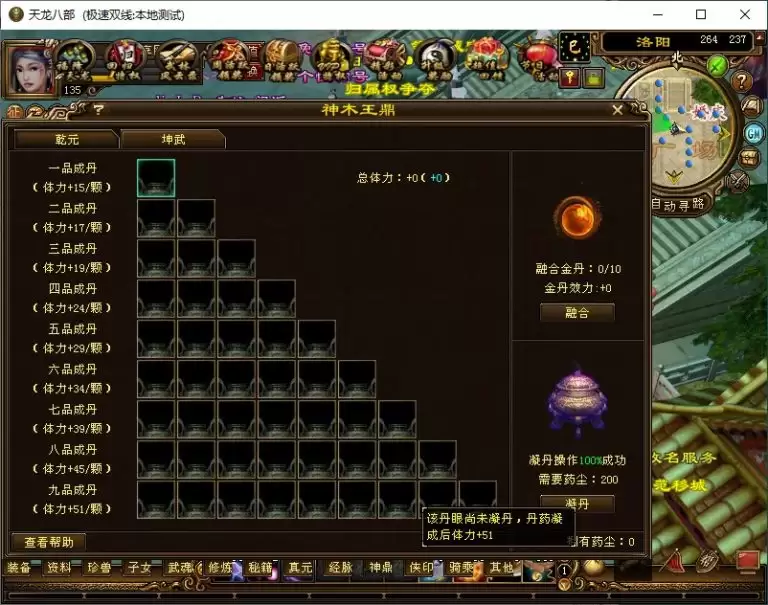 天龙八部 (极速双线:本地测试)
洛阳 264 237
北
135
归属权争夺
神木王鼎
GM
乾元 坤武
一品成丹
(体力+15/颗)
总体力：+0(+0)
二品成丹
(体力+17/颗)
三品成丹
(体力+19/颗)
四品成丹
(体力+24/颗)
五品成丹
(体力+29/颗)
六品成丹
(体力+34/颗)
七品成丹
(体力+39/颗)
八品成丹
(体力+45/颗)
九品成丹
(体力+51/颗)
自动寻路
融合金丹：0/10
金丹效力:+0
融合
凝丹操作100%成功
需要药尘：200
凝丹
改名服务
该丹眼尚未凝丹，丹药凝
成后体力+51
有药尘：0
查看帮助
装备 资料 珍兽 子女 武魂 修炼 秘籍 真元 经脉 神鼎 侠印 骑乘 其他
1